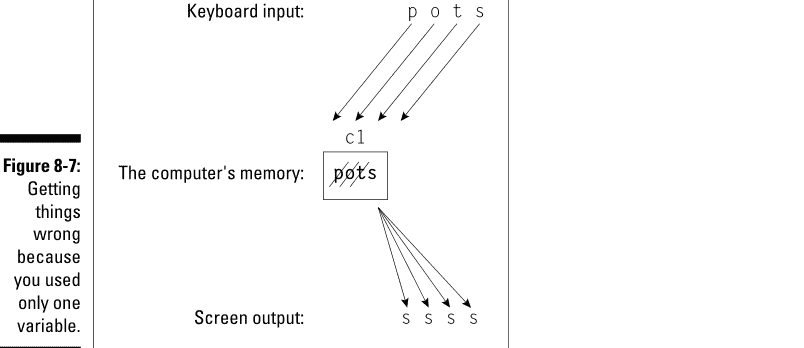 Keyboard input: p o t s
c1
The computer's memory: pots
Figure 8-7:
Getting
things
wrong
because
you used
only one
variable.
Screen output: s s s s